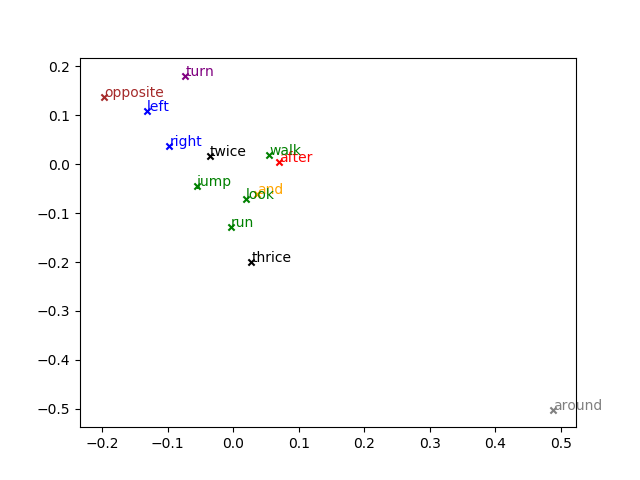 0.2
0.1
0.0
−0.1
−0.2
−0.3
−0.4
−0.5
turn
opposite
left
right
twice
walk
after
jump
and
look
run
thrice
around
−0.2 −0.1 0.0 0.1 0.2 0.3 0.4 0.5